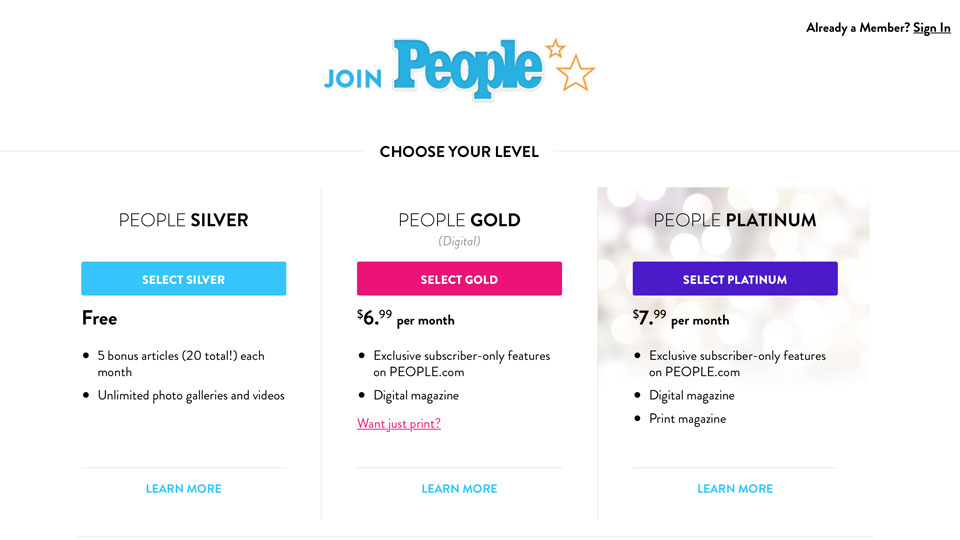 Already a Member? Sign In
JOIN People
CHOOSE YOUR LEVEL
PEOPLE SILVER
SELECT SILVER
Free
• 5 bonus articles (20 total!) each
month
• Unlimited photo galleries and videos
LEARN MORE
PEOPLE GOLD
(Digital)
SELECT GOLD
$6.99 per month
• Exclusive subscriber-only features
on PEOPLE.com
• Digital magazine
Want just print?
LEARN MORE
PEOPLE PLATINUM
SELECT PLATINUM
$7.99 per month
• Exclusive subscriber-only features
on PEOPLE.com
• Digital magazine
• Print magazine
LEARN MORE